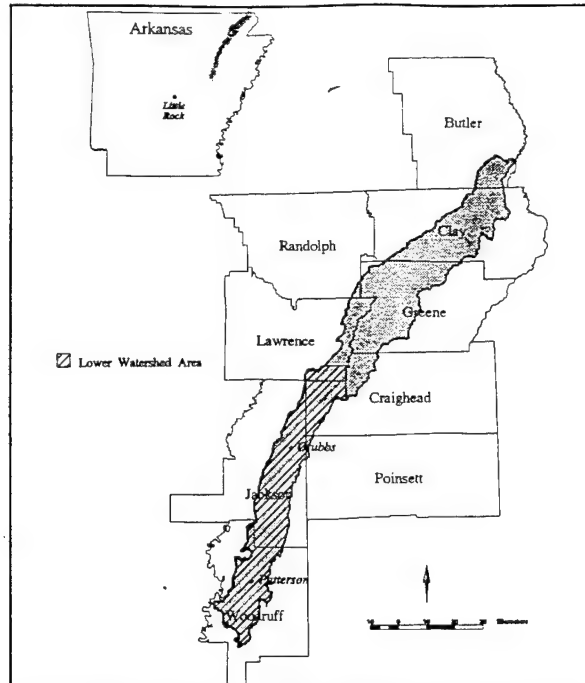 Arkansas
Little
Rock
Butler
Clay
Randolph
Greene
Lawrence
Lower Watershed Area
Craighead
Grubbs
Poinsett
Jackson
Patterson
Woodruff